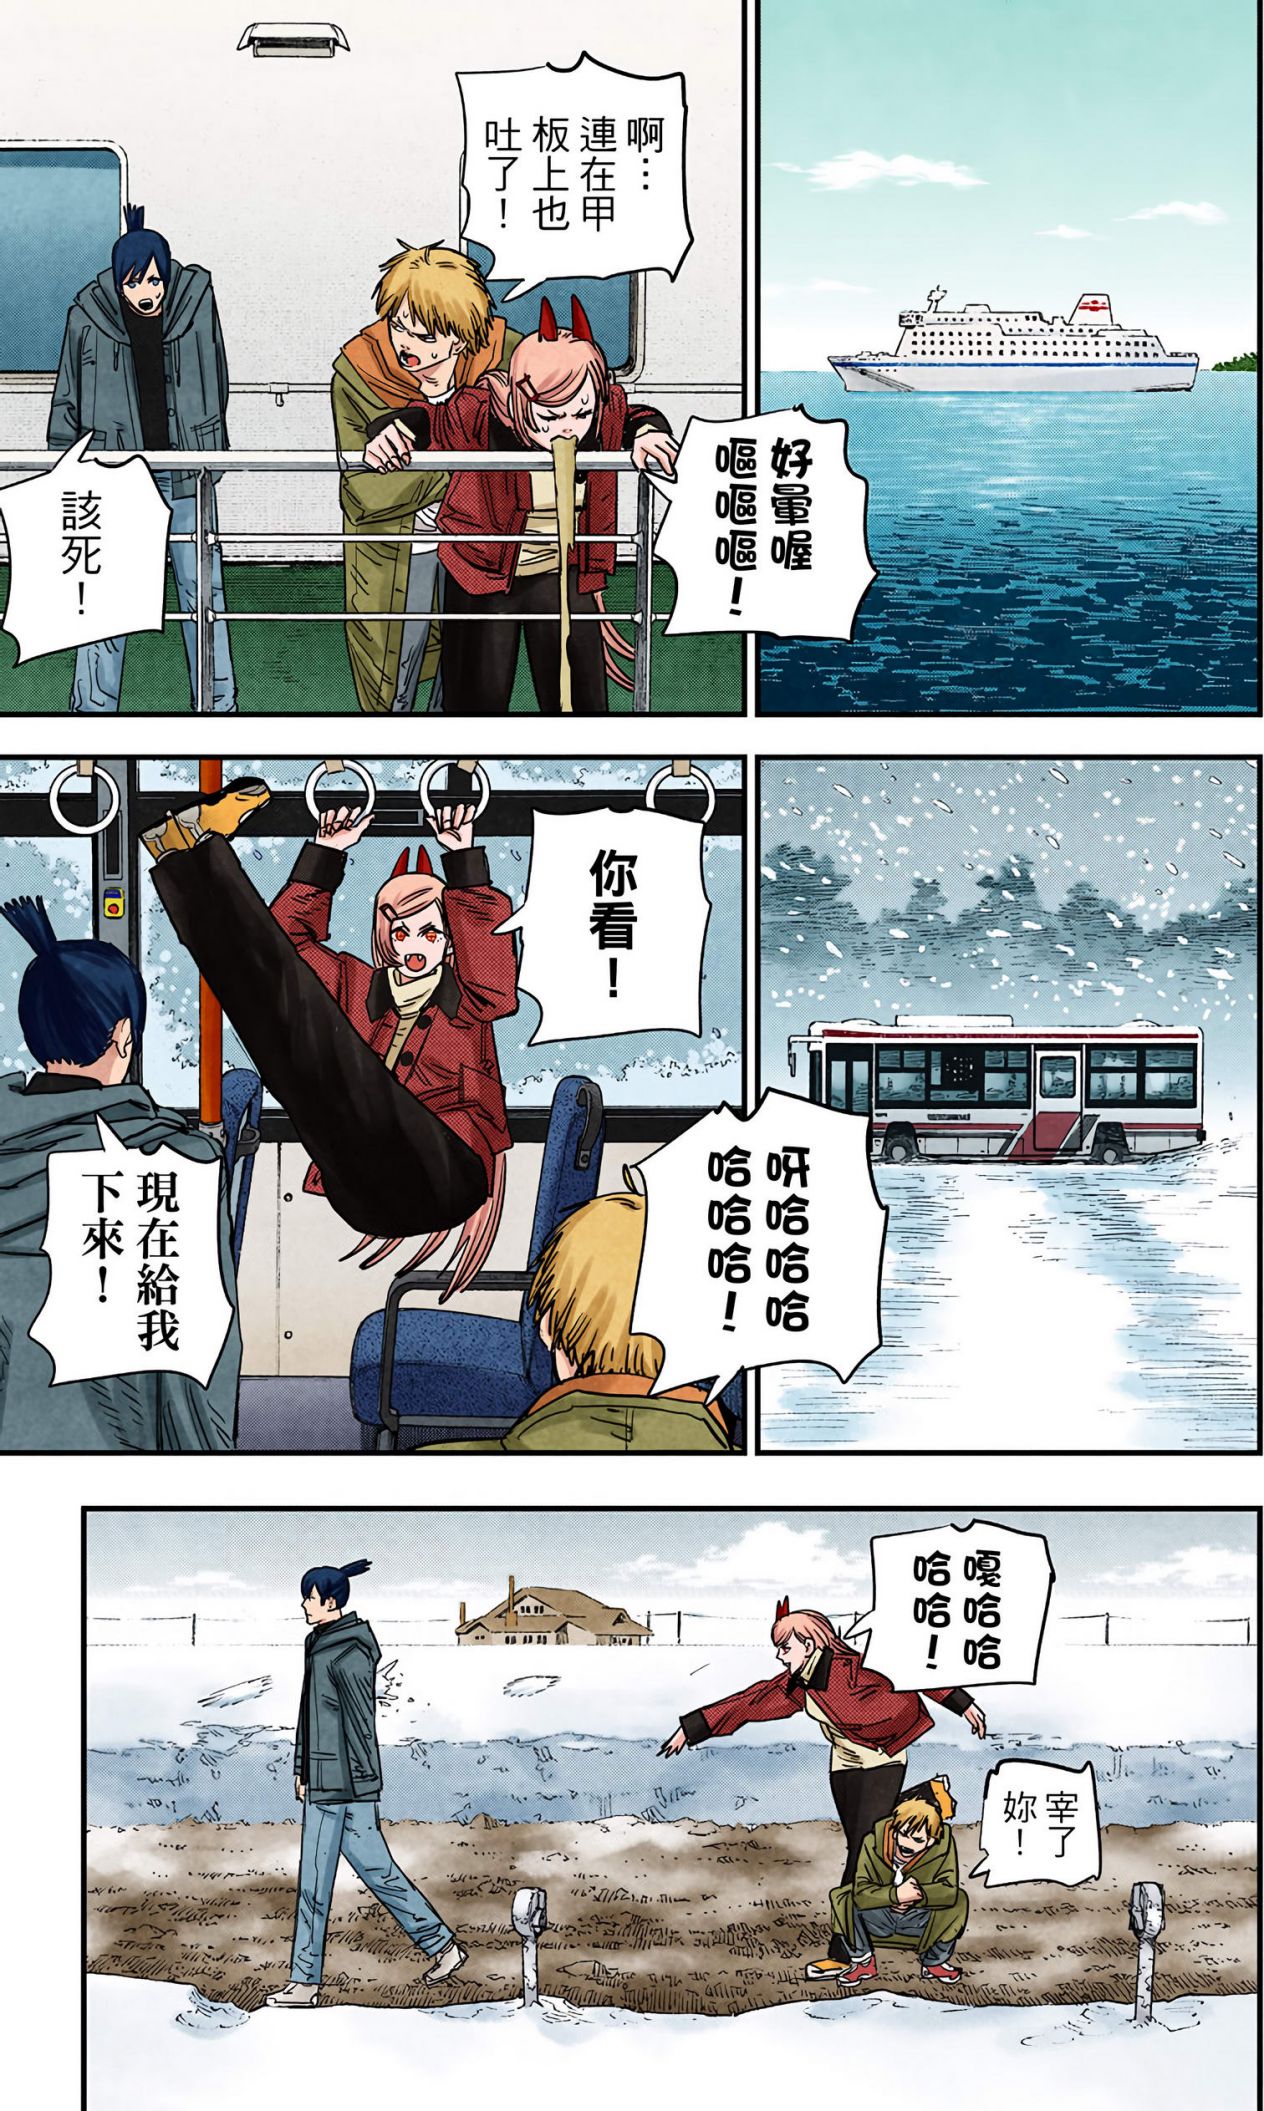 啊…
連在甲
板上也
吐了！
好暈喔
嘔嘔嘔！
該死！
你看！
呀哈哈哈
哈哈哈！
現在給我
下來！
嘎哈哈
哈哈！
宰了
妳！